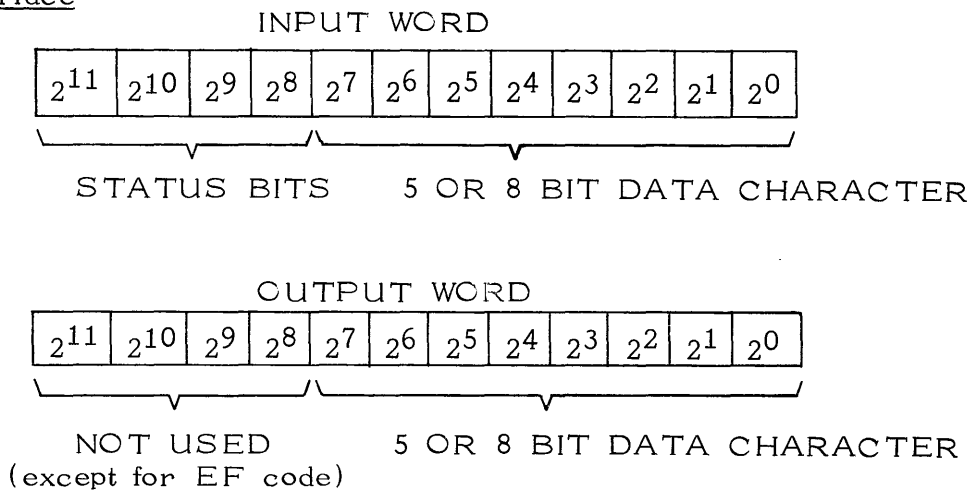 INPUT WORD
2^11 2^10 2^9 2^8 2^7 2^6 2^5 2^4 2^3 2^2 2^1 2^0
STATUS BITS 5 OR 8 BIT DATA CHARACTER
OUTPUT WORD
2^11 2^10 2^9 2^8 2^7 2^6 2^5 2^4 2^3 2^2 2^1 2^0
NOT USED 5 OR 8 BIT DATA CHARACTER
(except for EF code)